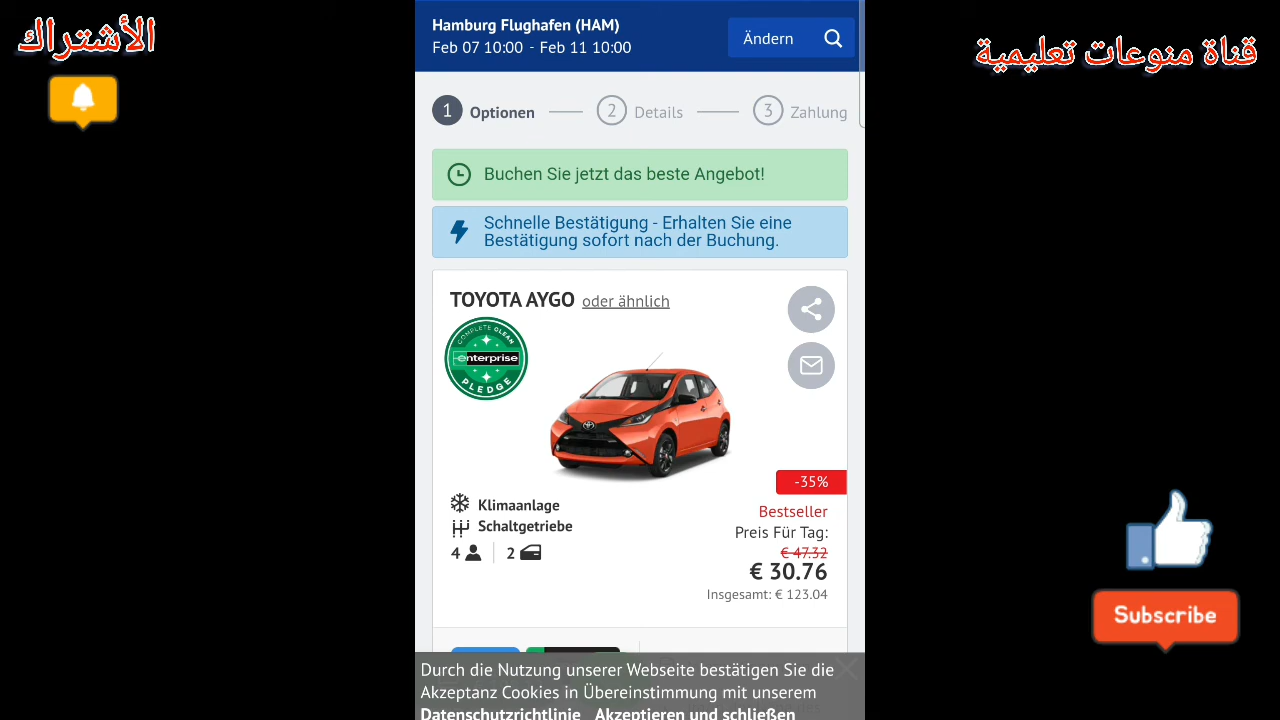 الأشتراك
قناة منوعات تعليمية
Hamburg Flughafen (HAM)
Feb 07 10:00 - Feb 11 10:00
Ändern
1 Optionen
2 Details
3 Zahlung
Buchen Sie jetzt das beste Angebot!
Schnelle Bestätigung - Erhalten Sie eine
Bestätigung sofort nach der Buchung.
TOYOTA AYGO oder ähnlich
COMPLETE CLEAN
enterprise
PLEDGE
-35%
Klimaanlage
Schaltgetriebe
4
2
Bestseller
Preis Für Tag:
€ 47.32
€ 30.76
Insgesamt: € 123.04
Subscribe
Durch die Nutzung unserer Webseite bestätigen Sie die
Akzeptanz Cookies in Übereinstimmung mit unserem
Datenschutzrichtlinie Akzeptieren und schließen